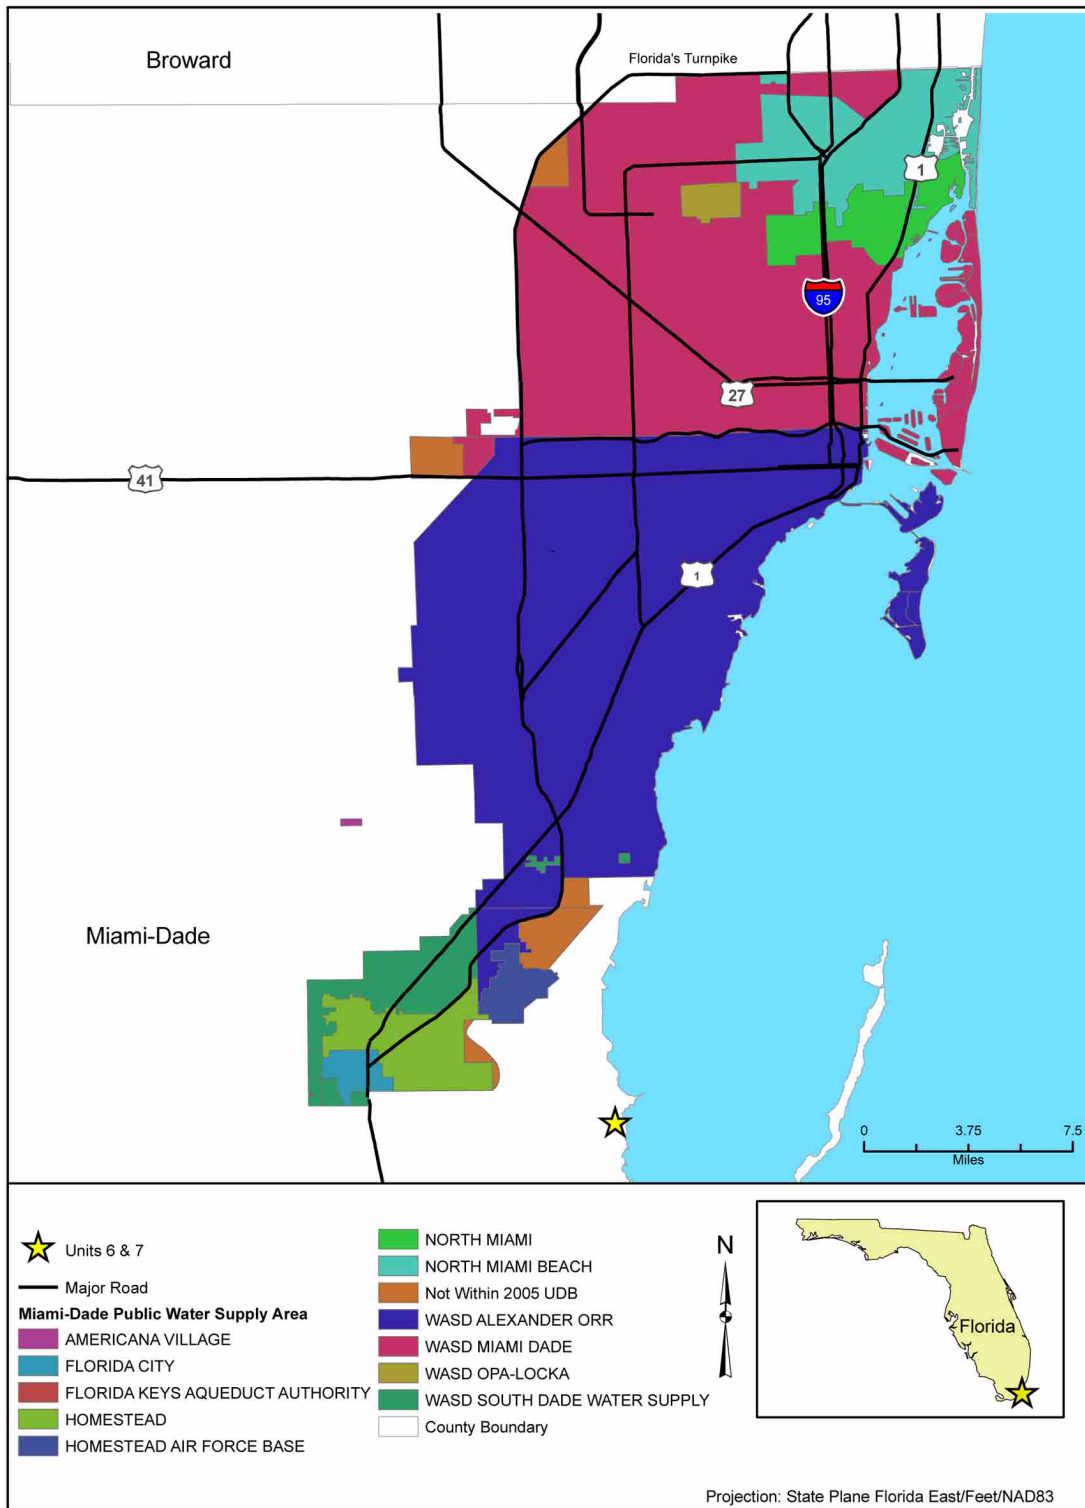 Broward
Florida's Turnpike
1
95
27
41
1
Miami-Dade
0 3.75 7.5
Miles
Units 6 & 7
Major Road
Miami-Dade Public Water Supply Area
AMERICANA VILLAGE
FLORIDA CITY
FLORIDA KEYS AQUEDUCT AUTHORITY
HOMESTEAD
HOMESTEAD AIR FORCE BASE
NORTH MIAMI
NORTH MIAMI BEACH
Not Within 2005 UDB
WASD ALEXANDER ORR
WASD MIAMI DADE
WASD OPA-LOCKA
WASD SOUTH DADE WATER SUPPLY
County Boundary
N
Florida
Projection: State Plane Florida East/Feet/NAD83